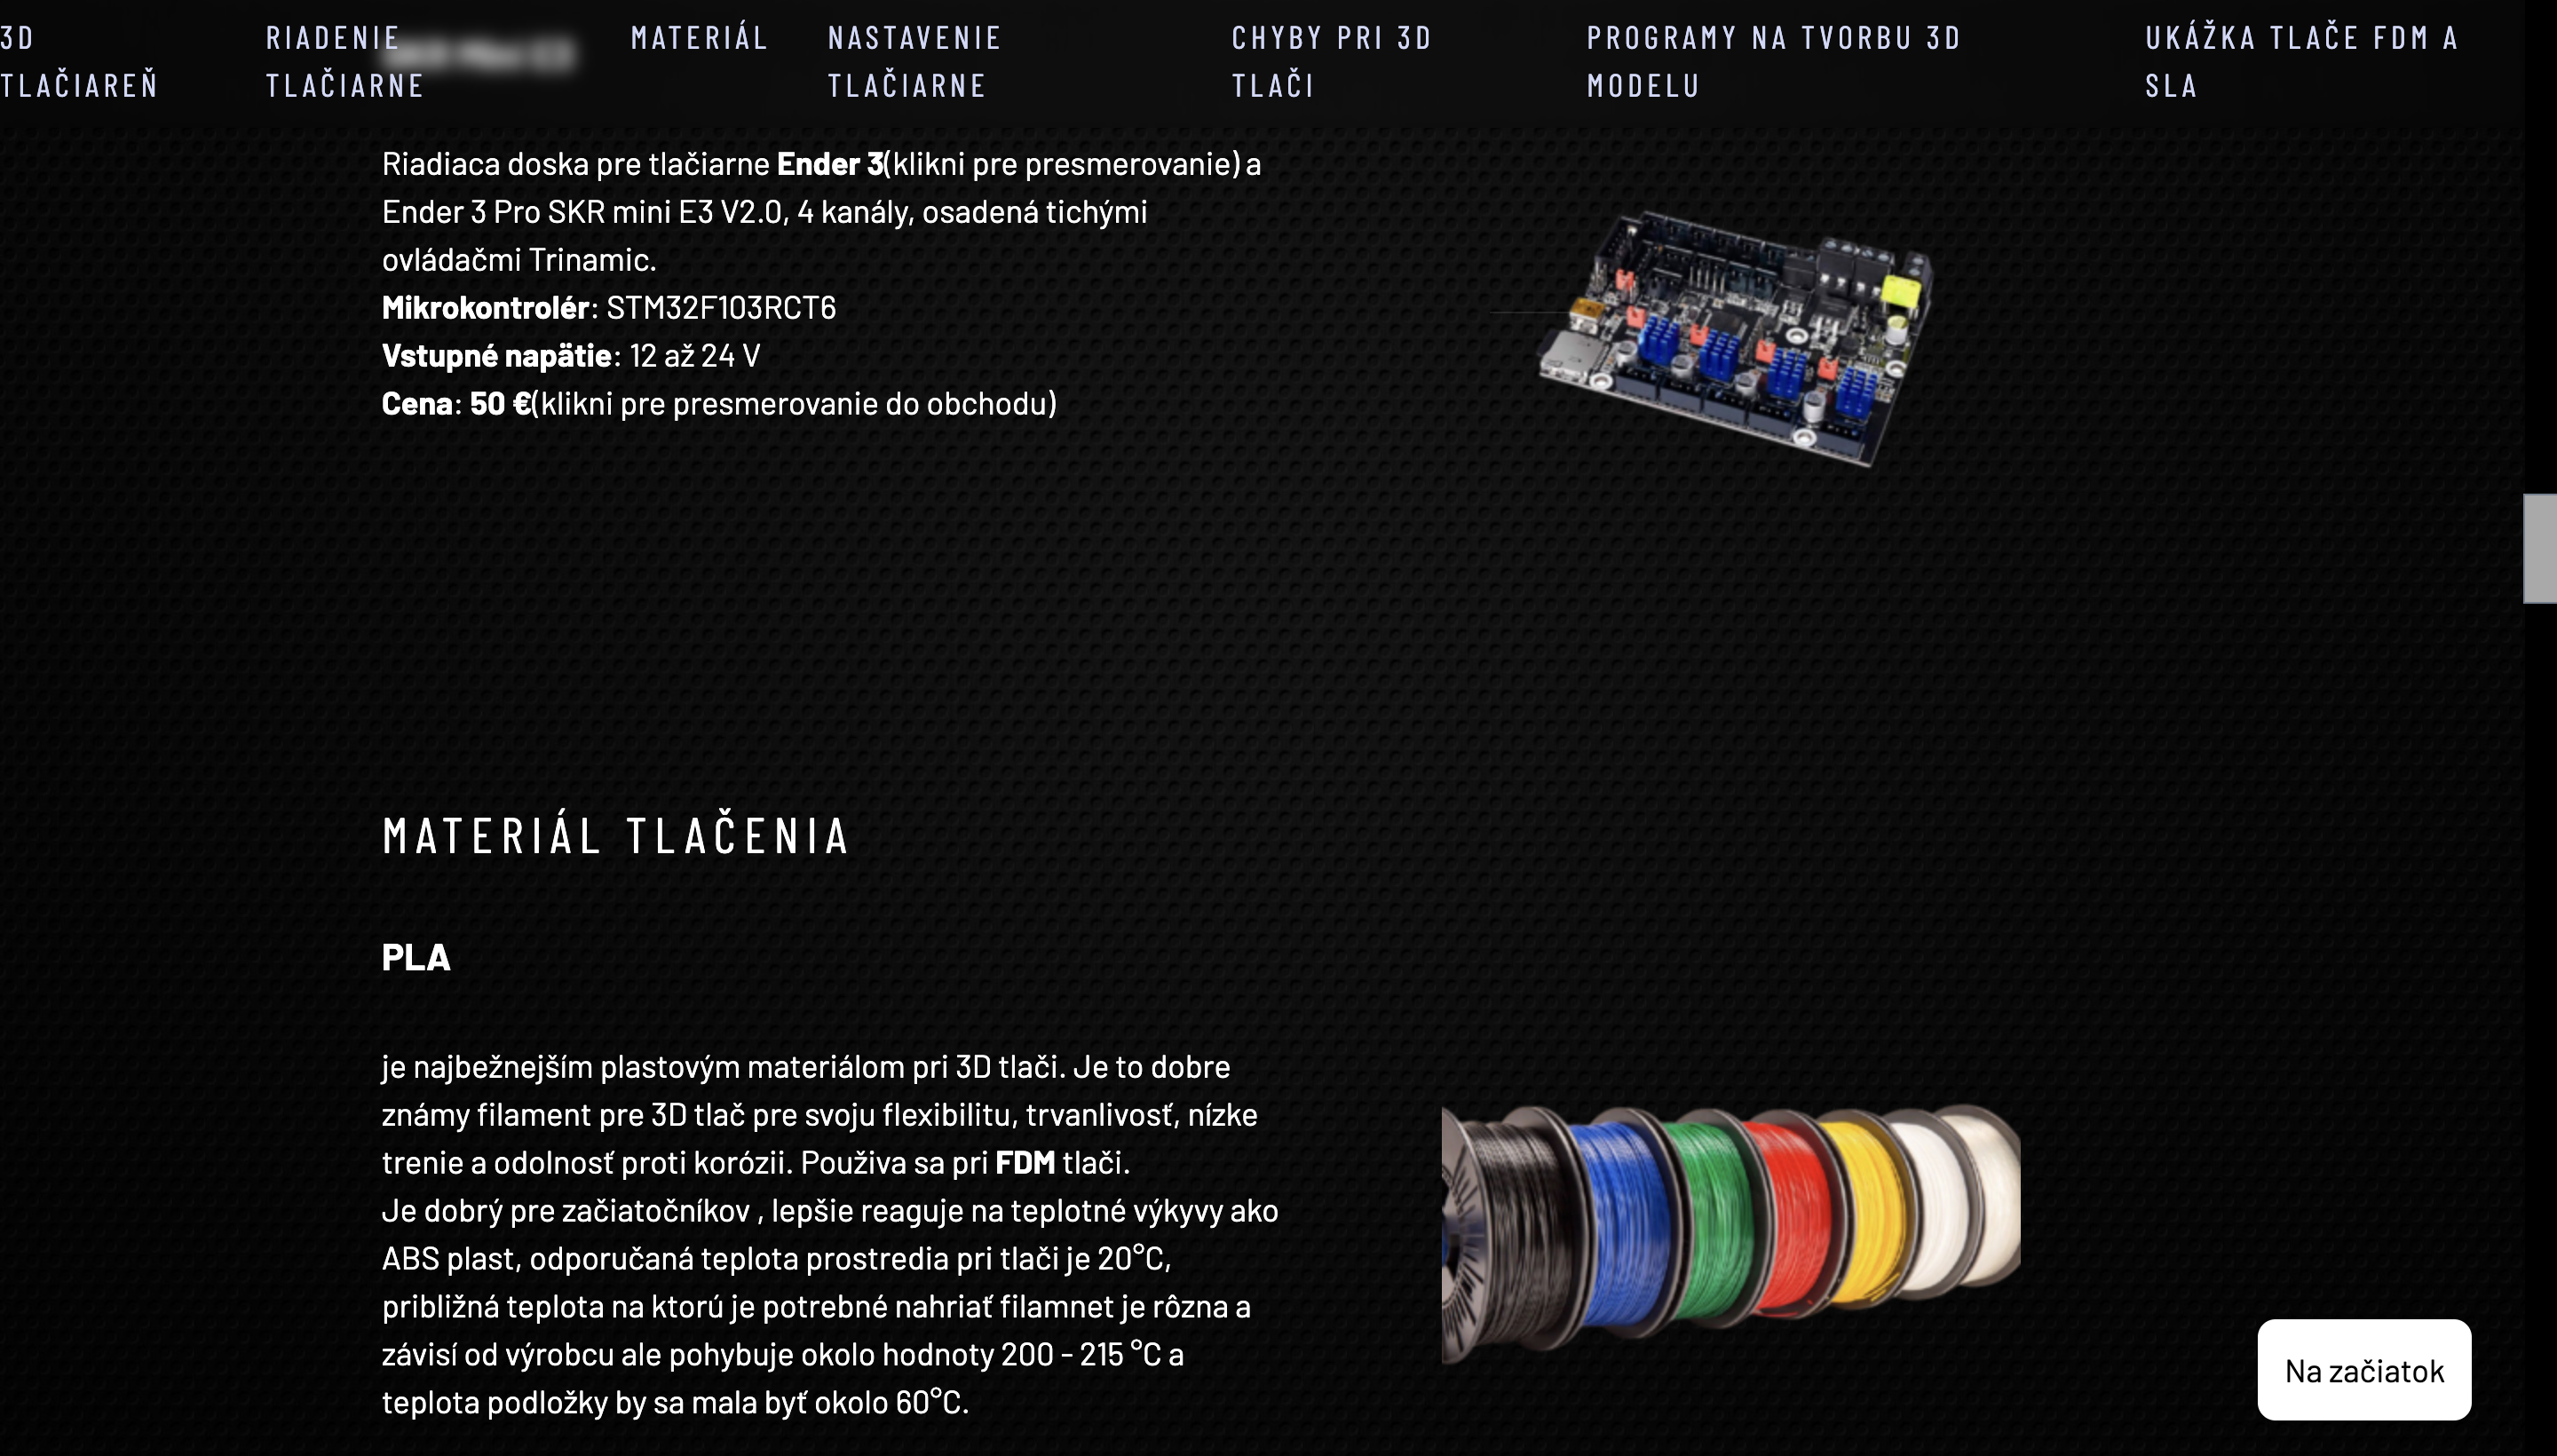 3D
TLAČIAREŇ
RIADENIE
TLAČIARNE
MATERIÁL
NASTAVENIE
TLAČIARNE
CHYBY PRI 3D
TLAČI
PROGRAMY NA TVORBU 3D
MODELU
UKÁŽKA TLAČE FDM A
SLA
Riadiaca doska pre tlačiarne Ender 3(klikni pre presmerovanie) a
Ender 3 Pro SKR mini E3 V2.0, 4 kanály, osadená tichými
ovládačmi Trinamic.
Mikrokontrolér: STM32F103RCT6
Vstupné napätie: 12 až 24 V
Cena: 50 €(klikni pre presmerovanie do obchodu)
MATERIÁL TLAČENIA
PLA
je najbežnejším plastovým materiálom pri 3D tlači. Je to dobre
známy filament pre 3D tlač pre svoju flexibilitu, trvanlivosť, nízke
trenie a odolnosť proti korózii. Použiva sa pri FDM tlači.
Je dobrý pre začiatočníkov , lepšie reaguje na teplotné výkyvy ako
ABS plast, odporučaná teplota prostredia pri tlači je 20°C,
približná teplota na ktorú je potrebné nahriať filamnet je rôzna a
závisí od výrobcu ale pohybuje okolo hodnoty 200 - 215 °C a
teplota podložky by sa mala byť okolo 60°C.
Na začiatok